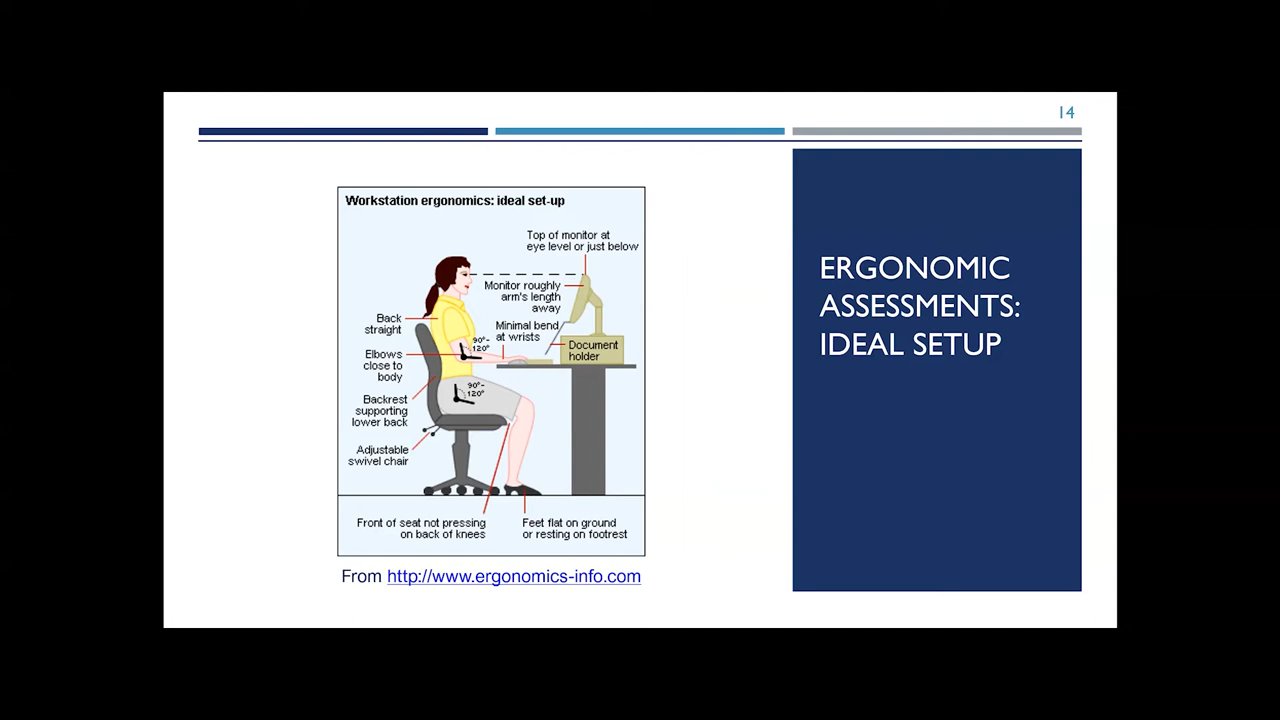 14
Workstation ergonomics: ideal set-up
Top of monitor at
eye level or just below
Monitor roughly
arm's length
away
Minimal bend
at wrists
Document
holder
Back
straight
90°-
120°
Elbows
close to
body
90°-
120°
Backrest
supporting
lower back
Adjustable
swivel chair
Front of seat not pressing
on back of knees
Feet flat on ground
or resting on footrest
From http://www.ergonomics-info.com
ERGONOMIC
ASSESSMENTS:
IDEAL SETUP